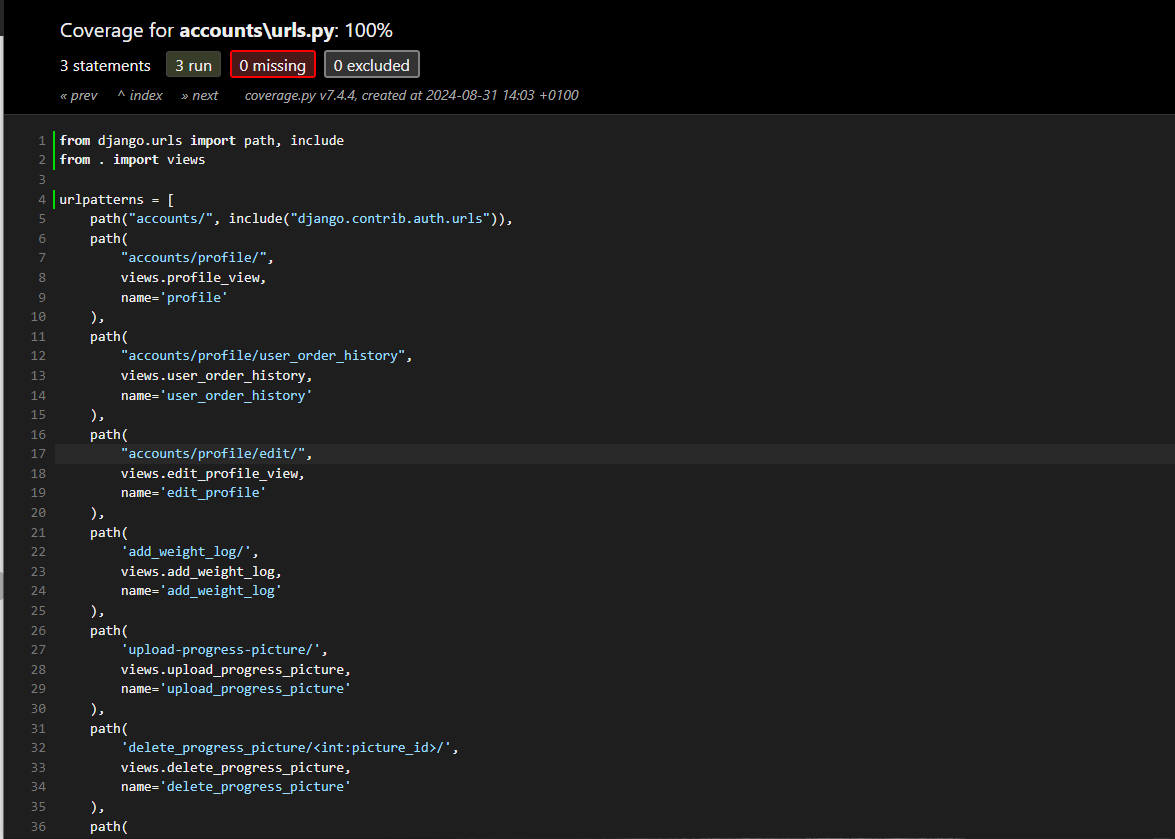 Coverage for accounts\urls.py: 100%
3 statements 3 run 0 missing 0 excluded
« prev ^ index » next coverage.py v7.4.4, created at 2024-08-31 14:03 +0100
1 from django.urls import path, include
2 from . import views
3
4 urlpatterns = [
5     path("accounts/", include("django.contrib.auth.urls")),
6     path(
7         "accounts/profile/",
8         views.profile_view,
9         name='profile'
10     ),
11     path(
12         "accounts/profile/user_order_history",
13         views.user_order_history,
14         name='user_order_history'
15     ),
16     path(
17         "accounts/profile/edit/",
18         views.edit_profile_view,
19         name='edit_profile'
20     ),
21     path(
22         'add_weight_log/',
23         views.add_weight_log,
24         name='add_weight_log'
25     ),
26     path(
27         'upload-progress-picture/',
28         views.upload_progress_picture,
29         name='upload_progress_picture'
30     ),
31     path(
32         'delete_progress_picture/<int:picture_id>/',
33         views.delete_progress_picture,
34         name='delete_progress_picture'
35     ),
36     path(